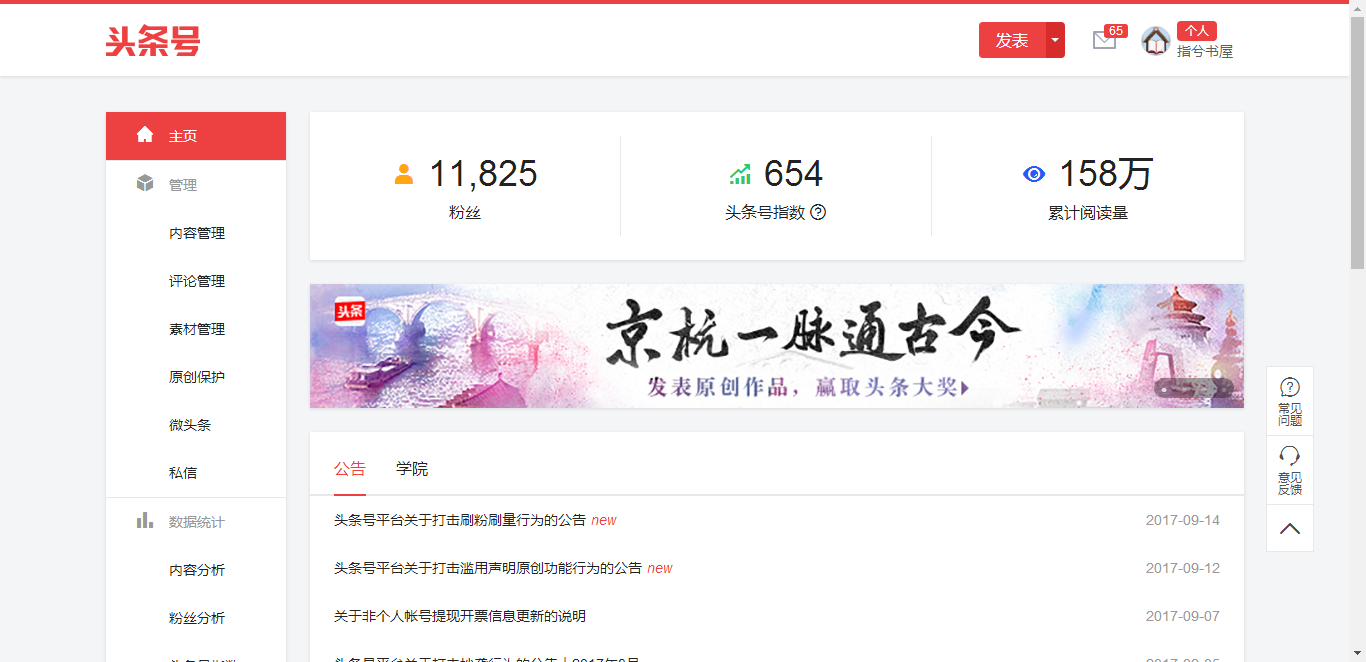 头条号
发表
65
个人
指兮书屋
主页
管理
内容管理
评论管理
素材管理
原创保护
微头条
私信
数据统计
内容分析
粉丝分析
11,825
粉丝
654
头条号指数
158万
累计阅读量
头条
京杭一脉通古今
发表原创作品，赢取头条大奖
公告 学院
头条号平台关于打击刷粉刷量行为的公告 new 2017-09-14
头条号平台关于打击滥用声明原创功能行为的公告 new 2017-09-12
关于非个人帐号提现开票信息更新的说明 2017-09-07
常见
问题
意见
反馈